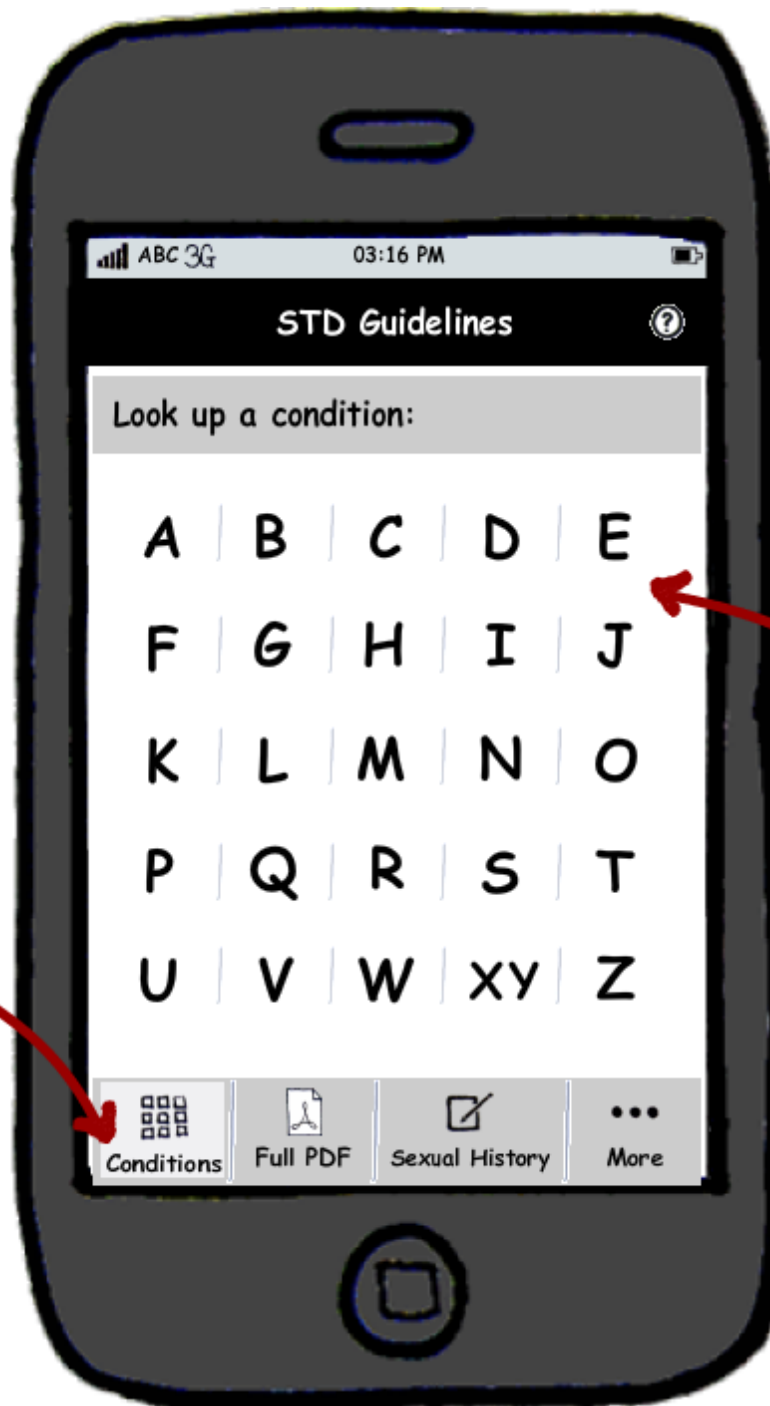 ABC 3G 03:16 PM
STD Guidelines ?
Look up a condition:
A B C D E
F G H I J
K L M N O
P Q R S T
U V W XY Z
Conditions Full PDF Sexual History More